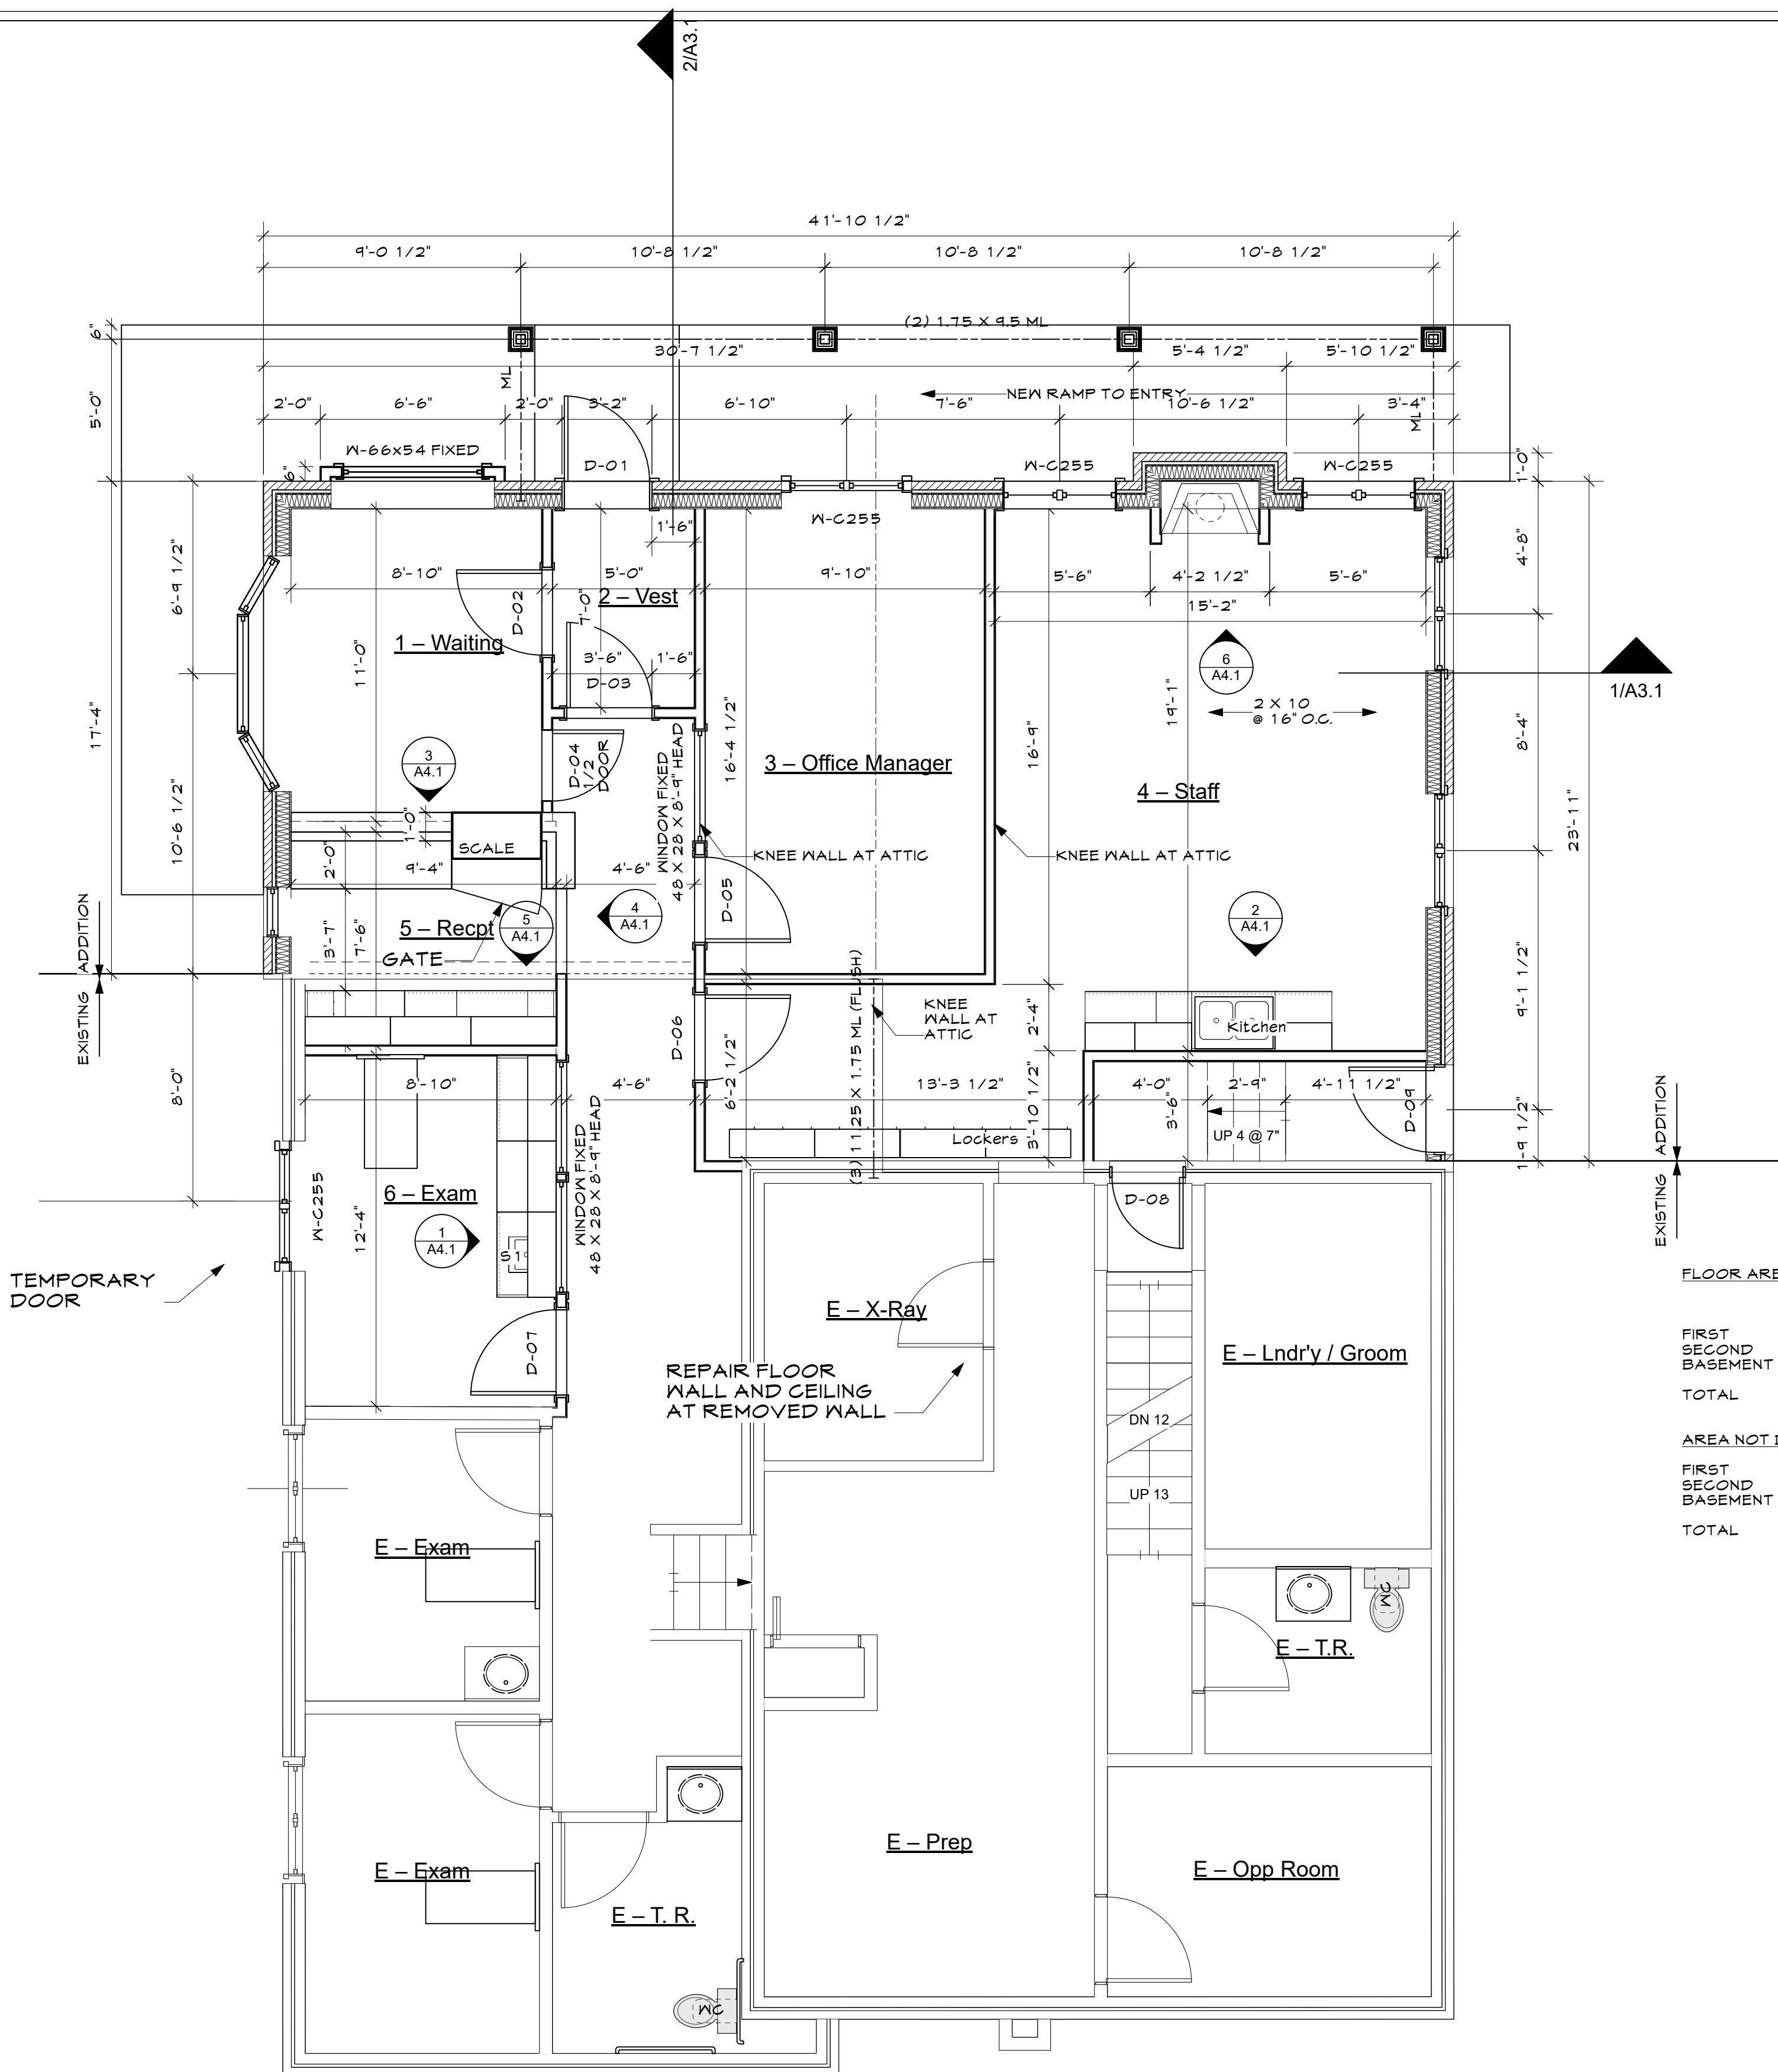 2/A3.1
41'-10 1/2"
9'-0 1/2"
10'-8 1/2"
10'-8 1/2"
10'-8 1/2"
6"
(2) 1.75 X 9.5 ML
30'-7 1/2"
5'-4 1/2"
5'-10 1/2"
ML
5'-0"
NEW RAMP TO ENTRY
2'-0"
6'-6"
2'-0"
3'-2"
6'-10"
7'-6"
10'-6 1/2"
3'-4"
ML
W-66x54 FIXED
6"
D-01
W-C255
W-C255
1'-0"
W-C255
1'-6"
6'-9 1/2"
4'-8"
8'-10"
5'-0"
9'-10"
5'-6"
4'-2 1/2"
5'-6"
D-02
7'-0"
2 – Vest
15'-2"
1 – Waiting
11'-0"
3'-6"
1'-6"
D-03
6
A4.1
1/A3.1
19'-1"
2 X 10
@ 16" O.C.
17'-4"
16'-4 1/2"
16'-9"
8'-4"
3
A4.1
D-04
1/2
DOOR
WINDOW FIXED
48 X 28 X 8'-9" HEAD
3 – Office Manager
4 – Staff
10'-6 1/2"
23'-11"
1'-0"
SCALE
KNEE WALL AT ATTIC
KNEE WALL AT ATTIC
2'-0"
9'-4"
4'-6"
D-05
4
A4.1
2
A4.1
EXISTING
ADDITION
3'-7"
7'-6"
5 – Recpt
5
A4.1
GATE
9'-1 1/2"
KNEE
WALL AT
ATTIC
2'-4"
Kitchen
D-06
8'-0"
8'-10"
4'-6"
6'-2 1/2"
(3) 11.25 X 1.75 ML (FLUSH)
13'-3 1/2"
4'-0"
2'-9"
4'-11 1/2"
D-09
1'-9 1/2"
3'-10 1/2"
3'-6"
UP 4 @ 7"
Lockers
EXISTING
ADDITION
WINDOW FIXED
48 X 28 X 8'-9" HEAD
W-C255
6 – Exam
12'-4"
1
A4.1
S1
D-08
TEMPORARY
DOOR
E – X-Ray
D-07
REPAIR FLOOR
WALL AND CEILING
AT REMOVED WALL
E – Lndr'y / Groom
DN 12
UP 13
FLOOR ARE
FIRST
SECOND
BASEMENT
TOTAL
AREA NOT
FIRST
SECOND
BASEMENT
TOTAL
E – Exam
WC
E – T.R.
E – Prep
E – Exam
E – Opp Room
E – T. R.
WC